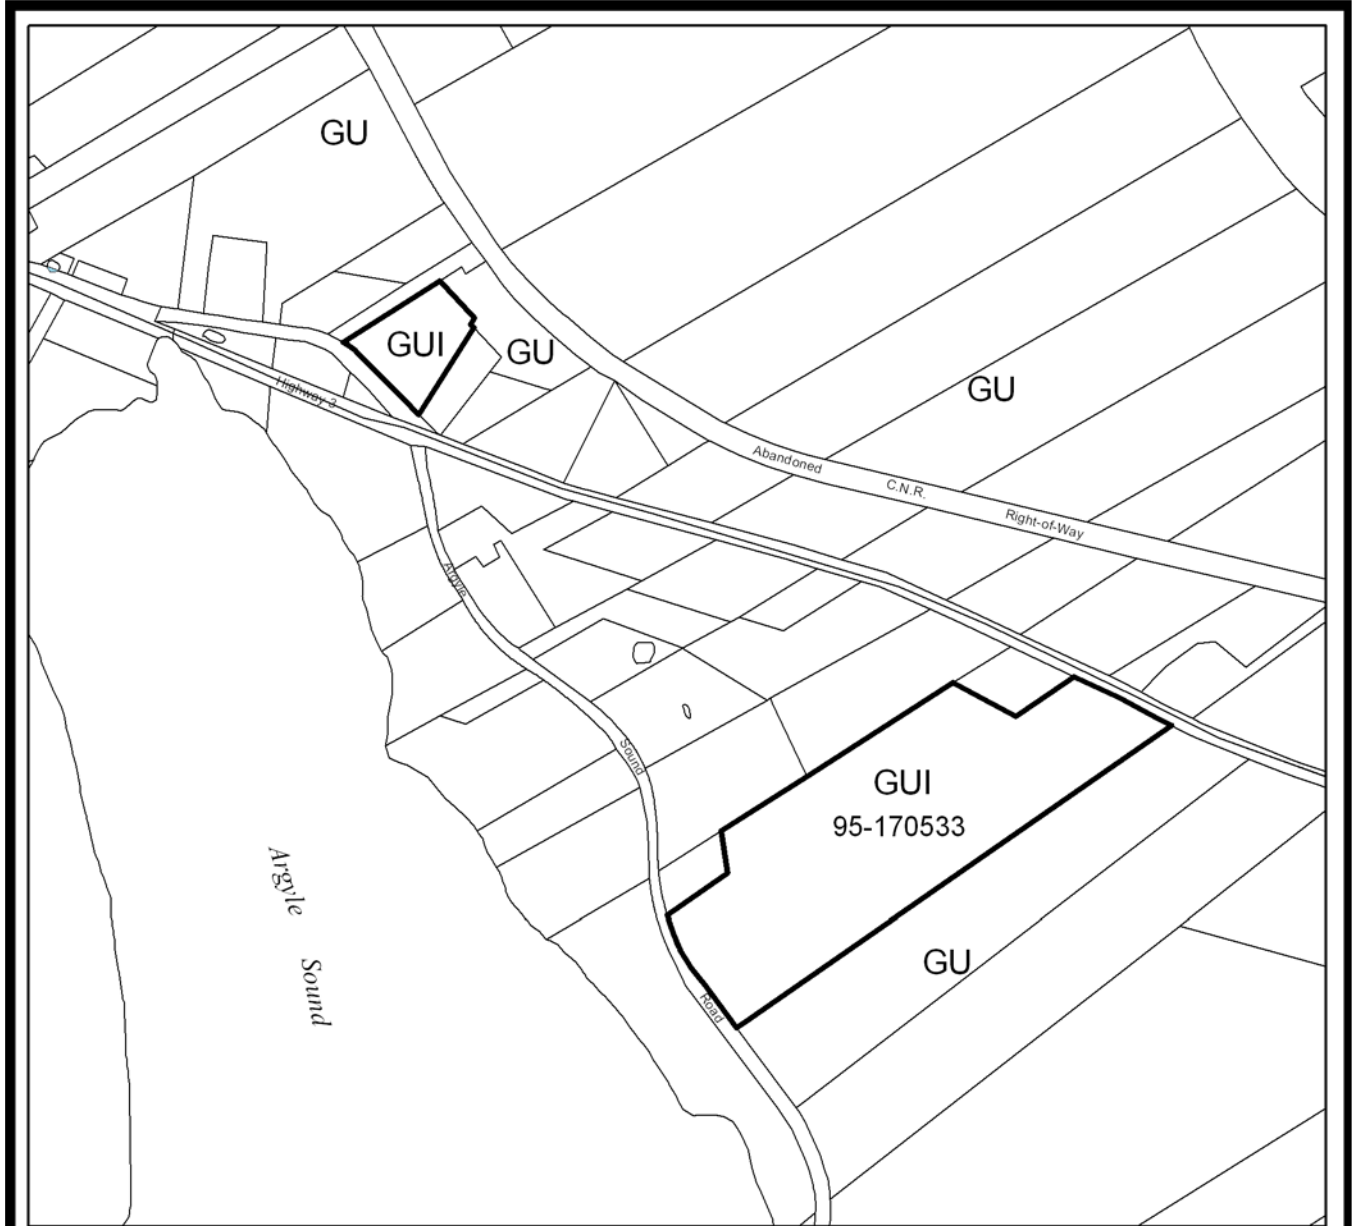 GU
GUI
GU
GU
Highway 3
Abandoned
C.N.R.
Right-of-Way
Argyle
Sound
Road
GUI
95-170533
GU
Argyle
Sound